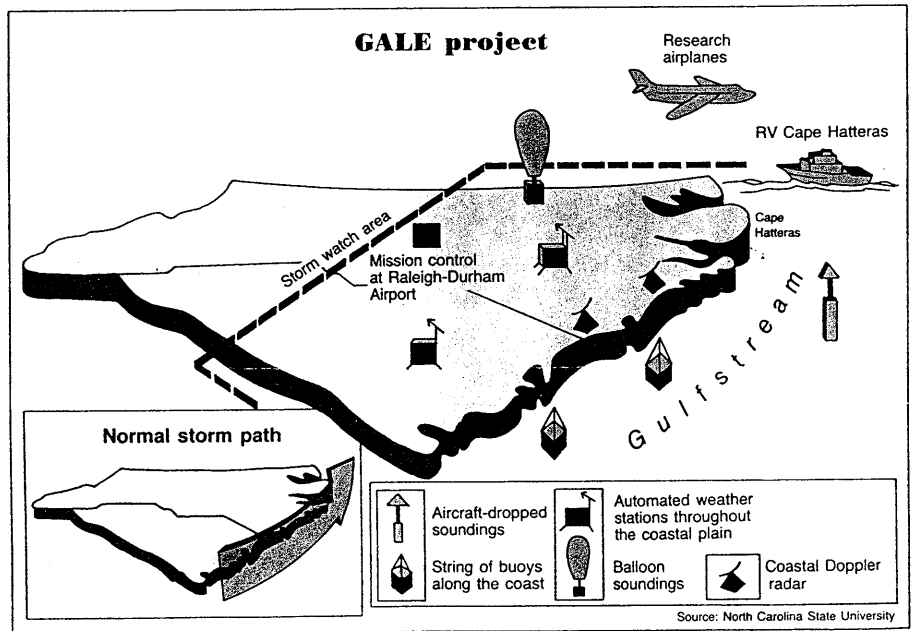 GALE project
Research
airplanes
RV Cape Hatteras
Cape
Hatteras
Storm watch area
Mission control
at Raleigh-Durham
Airport
Gulfstream
Normal storm path
Aircraft-dropped
soundings
String of buoys
along the coast
Automated weather
stations throughout
the coastal plain
Balloon
soundings
Coastal Doppler
radar
Source: North Carolina State University